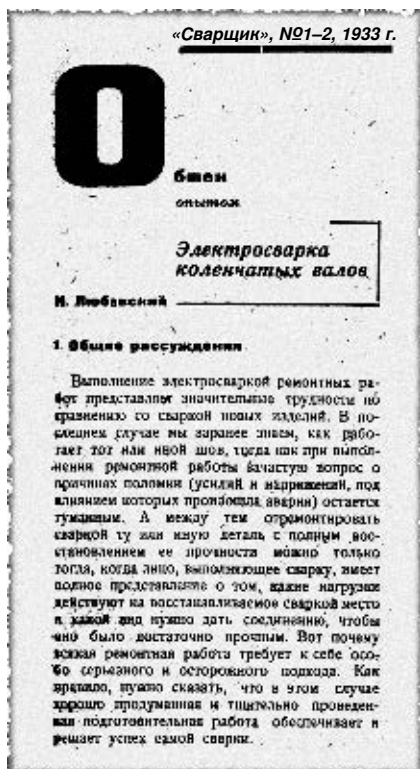 «Сварщик», №1–2, 1933 г.
Обмен
опытом
Электросварка
коленчатых валов
И. Любавский
1. Общие рассуждения
Выполнение электросваркой ремонтных ра-
бот представляет значительные трудности по
сравнению со сваркой новых изделий. В по-
следнем случае мы заранее знаем, как рабо-
тает тот или иной шов, тогда как при выпол-
нении ремонтной работы зачастую вопрос о
причинах поломки (усилий и напряжений, под
влиянием которых произошла авария) остается
туманным. А между тем отремонтировать
сваркой ту или иную деталь с полным вос-
становлением ее прочности можно только
тогда, когда лицо, выполняющее сварку, имеет
полное представление о том, какие нагрузки
действуют на восстанавливаемое сваркой место
и какой вид нужно дать соединению, чтобы
оно было достаточно прочным. Вот почему
всякая ремонтная работа требует к себе осо-
бо серьезного и осторожного подхода. Как
правило, нужно сказать, что в этом случае
хорошо продуманная и тщательно проведен-
ная подготовительная работа обеспечивает и
решает успех самой сварки.